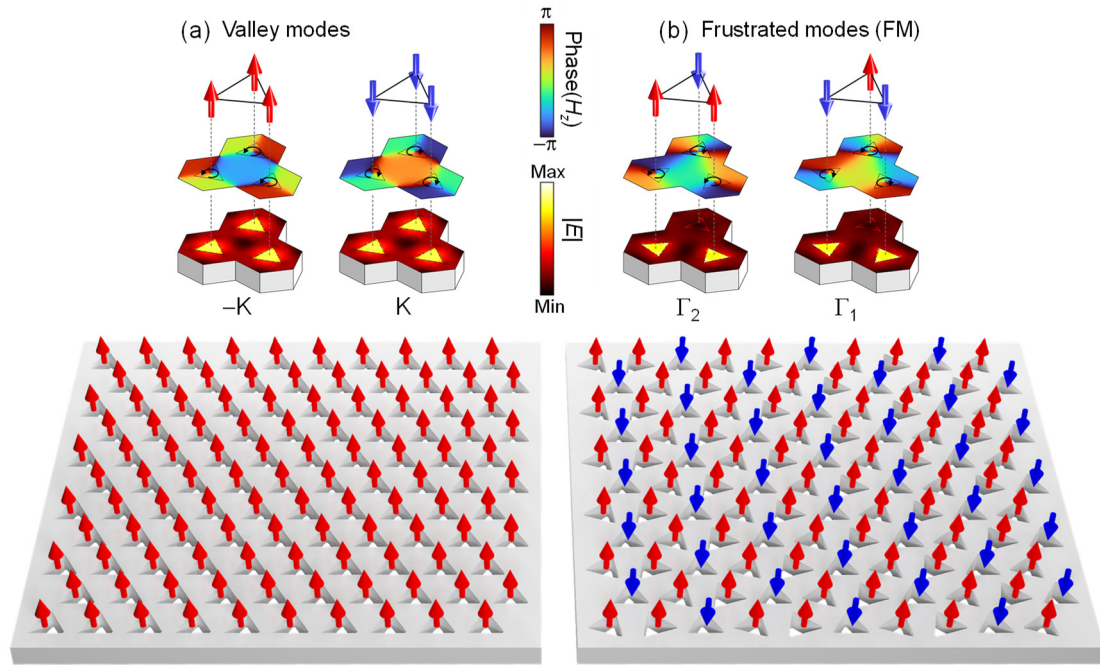 (a) Valley modes
π
Phase(Hz)
−π
(b) Frustrated modes (FM)
Max
|E|
Min
−K
K
Γ2
Γ1